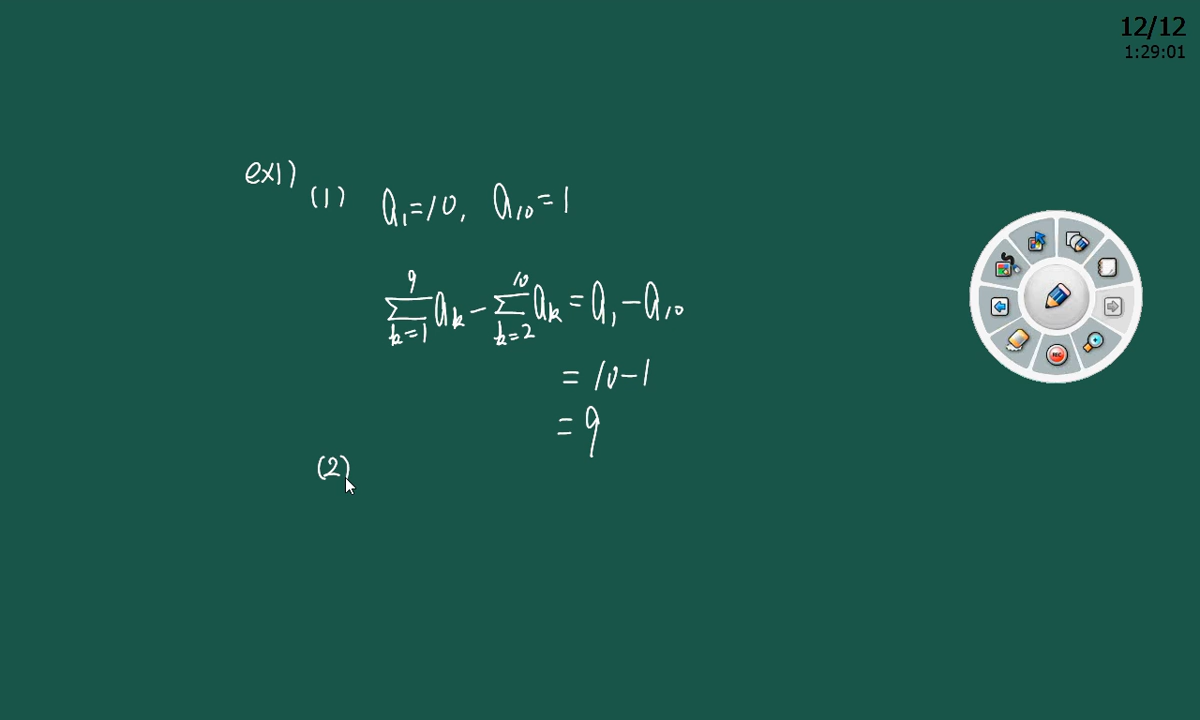 12/12
1:29:01
ex1)
(1) a₁=10, a₁₀=1
∑_{k=1}^{9} a_k − ∑_{k=2}^{10} a_k = a₁ − a₁₀
= 10−1
= 9
(2)
REC